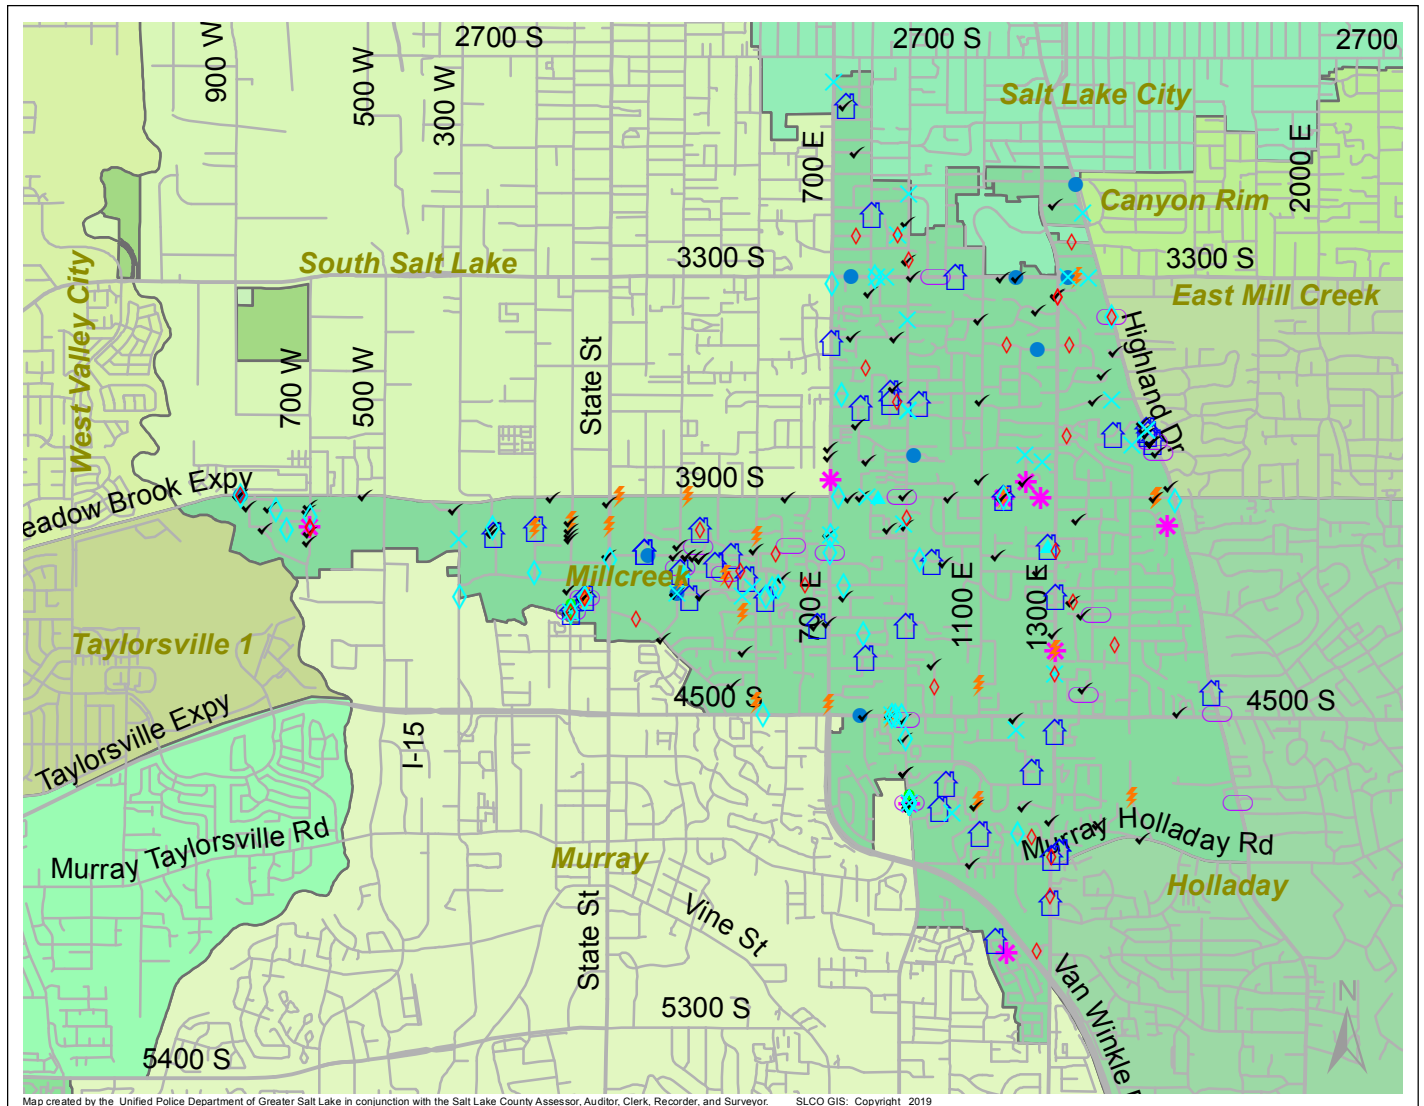 2700 S
2700 S
2700
900 W
500 W
300 W
Salt Lake City
700 E
2000 E
Canyon Rim
South Salt Lake
3300 S
3300 S
East Mill Creek
West Valley City
Highland Dr
700 W
500 W
State St
3900 S
eadow Brook Expy
Millcreek
700 E
1100 E
1300 E
Taylorsville 1
4500 S
4500 S
Taylorsville Expy
I-15
Murray Taylorsville Rd
Murray Holladay Rd
Murray
Holladay
State St
Vine St
Van Winkle
5300 S
5400 S
N
Map created by the Unified Police Department of Greater Salt Lake in conjunction with the Salt Lake County Assessor, Auditor, Clerk, Recorder, and Surveyor. SLCO GIS: Copyright 2019